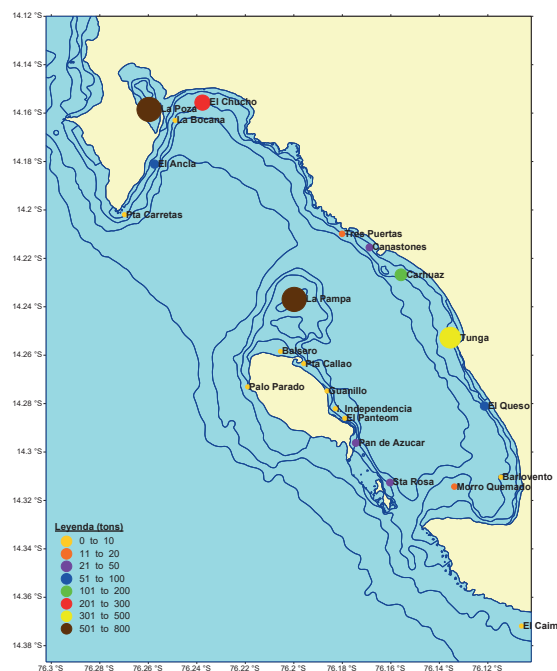 14.12 °S
14.14 °S
14.16 °S
14.18 °S
14.2 °S
14.22 °S
14.24 °S
14.26 °S
14.28 °S
14.3 °S
14.32 °S
14.34 °S
14.36 °S
14.38 °S
El Chucho
La Poza
La Bocana
El Ancla
Pta Carretas
Tres Puertas
Canastones
Carhuaz
La Pampa
Tunga
Balsero
Pta Callao
Palo Parado
Guanillo
I. Independencia
El Panteom
El Queso
Pan de Azucar
Sta Rosa
Barlovento
Morro Quemado
El Caim
Leyenda (tons)
0 to 10
11 to 20
21 to 50
51 to 100
101 to 200
201 to 300
301 to 500
501 to 800
76.3 °S 76.28 °S 76.26 °S 76.24 °S 76.22 °S 76.2 °S 76.18 °S 76.16 °S 76.14 °S 76.12 °S